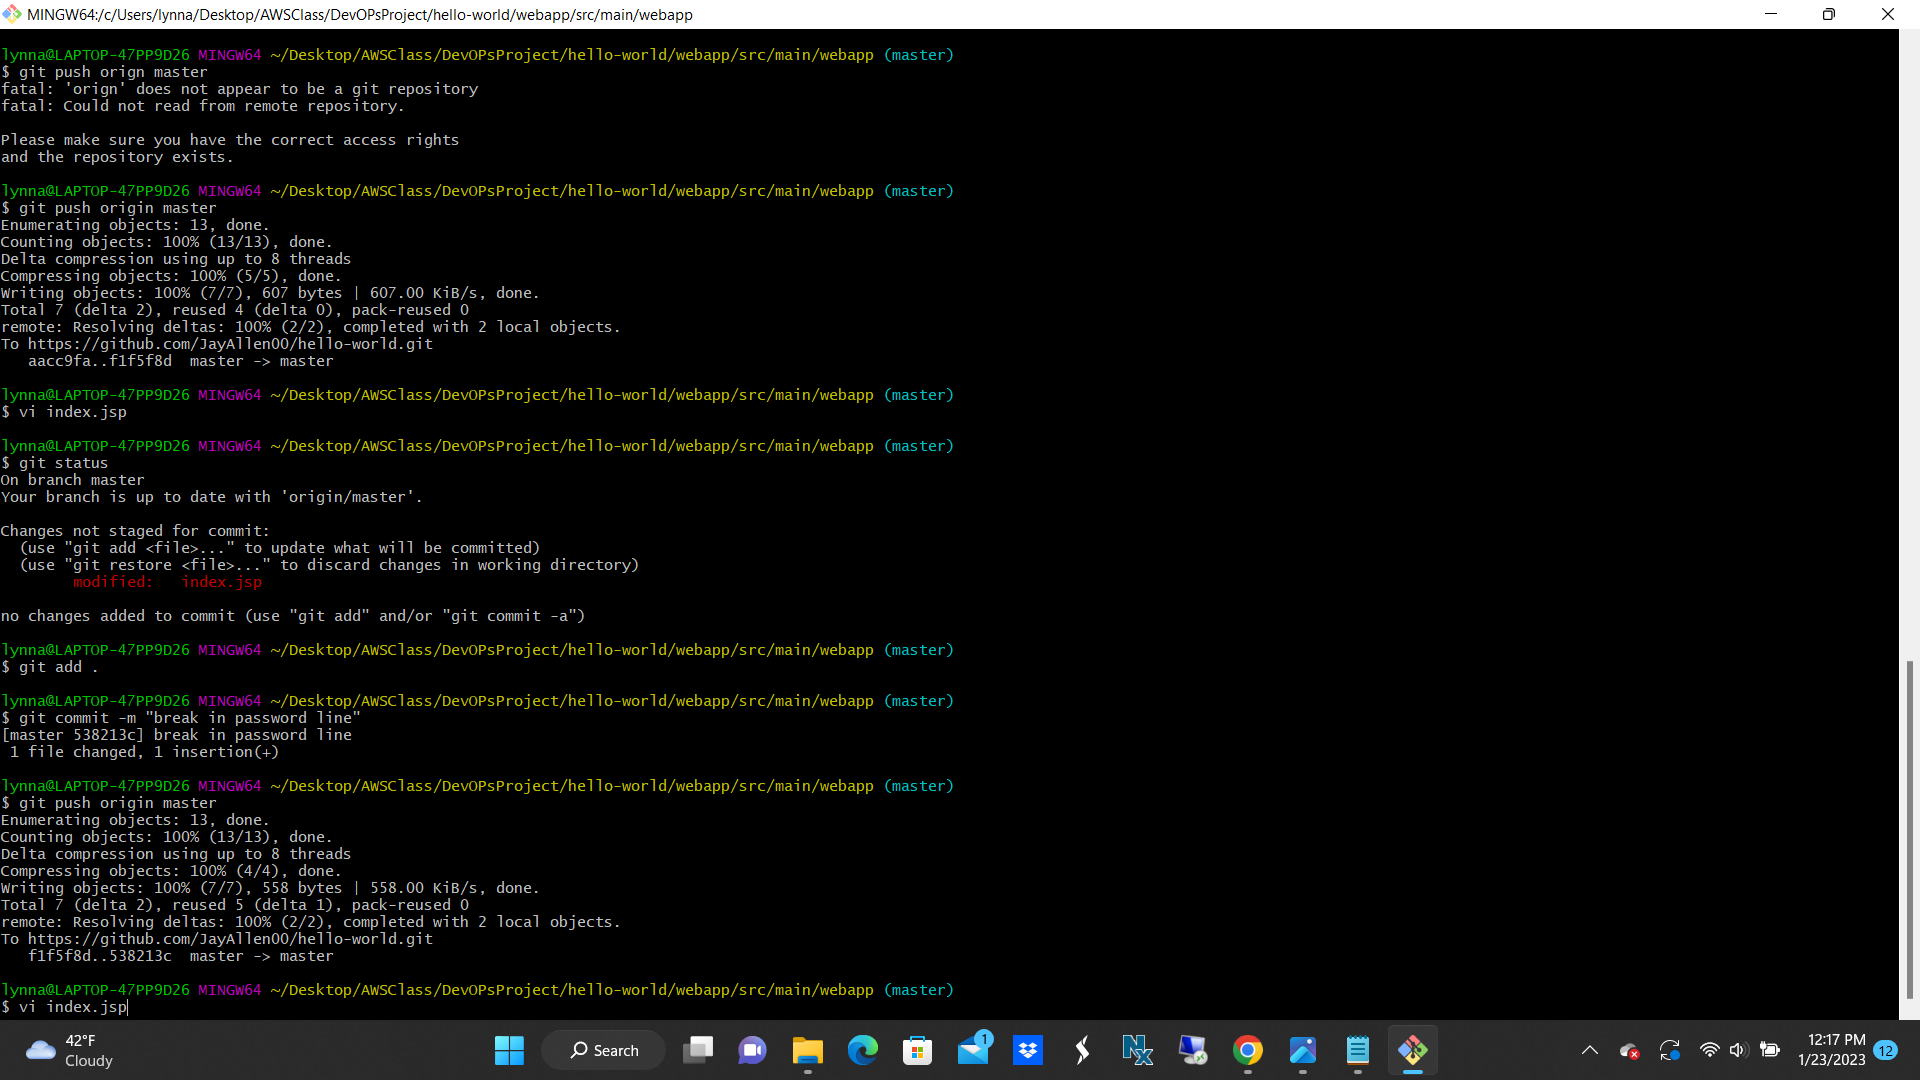 MINGW64:/c/Users/lynna/Desktop/AWSClass/DevOPsProject/hello-world/webapp/src/main/webapp
lynna@LAPTOP-47PP9D26 MINGW64 ~/Desktop/AWSClass/DevOPsProject/hello-world/webapp/src/main/webapp (master)
$ git push orign master
fatal: 'orign' does not appear to be a git repository
fatal: Could not read from remote repository.
Please make sure you have the correct access rights
and the repository exists.
lynna@LAPTOP-47PP9D26 MINGW64 ~/Desktop/AWSClass/DevOPsProject/hello-world/webapp/src/main/webapp (master)
$ git push origin master
Enumerating objects: 13, done.
Counting objects: 100% (13/13), done.
Delta compression using up to 8 threads
Compressing objects: 100% (5/5), done.
Writing objects: 100% (7/7), 607 bytes | 607.00 KiB/s, done.
Total 7 (delta 2), reused 4 (delta 0), pack-reused 0
remote: Resolving deltas: 100% (2/2), completed with 2 local objects.
To https://github.com/JayAllen00/hello-world.git
   aacc9fa..f1f5f8d  master -> master
lynna@LAPTOP-47PP9D26 MINGW64 ~/Desktop/AWSClass/DevOPsProject/hello-world/webapp/src/main/webapp (master)
$ vi index.jsp
lynna@LAPTOP-47PP9D26 MINGW64 ~/Desktop/AWSClass/DevOPsProject/hello-world/webapp/src/main/webapp (master)
$ git status
On branch master
Your branch is up to date with 'origin/master'.
Changes not staged for commit:
  (use "git add <file>..." to update what will be committed)
  (use "git restore <file>..." to discard changes in working directory)
        modified:   index.jsp
no changes added to commit (use "git add" and/or "git commit -a")
lynna@LAPTOP-47PP9D26 MINGW64 ~/Desktop/AWSClass/DevOPsProject/hello-world/webapp/src/main/webapp (master)
$ git add .
lynna@LAPTOP-47PP9D26 MINGW64 ~/Desktop/AWSClass/DevOPsProject/hello-world/webapp/src/main/webapp (master)
$ git commit -m "break in password line"
[master 538213c] break in password line
 1 file changed, 1 insertion(+)
lynna@LAPTOP-47PP9D26 MINGW64 ~/Desktop/AWSClass/DevOPsProject/hello-world/webapp/src/main/webapp (master)
$ git push origin master
Enumerating objects: 13, done.
Counting objects: 100% (13/13), done.
Delta compression using up to 8 threads
Compressing objects: 100% (4/4), done.
Writing objects: 100% (7/7), 558 bytes | 558.00 KiB/s, done.
Total 7 (delta 2), reused 5 (delta 1), pack-reused 0
remote: Resolving deltas: 100% (2/2), completed with 2 local objects.
To https://github.com/JayAllen00/hello-world.git
   f1f5f8d..538213c  master -> master
lynna@LAPTOP-47PP9D26 MINGW64 ~/Desktop/AWSClass/DevOPsProject/hello-world/webapp/src/main/webapp (master)
$ vi index.jsp
42°F
Cloudy
Search
1
12:17 PM
1/23/2023
12